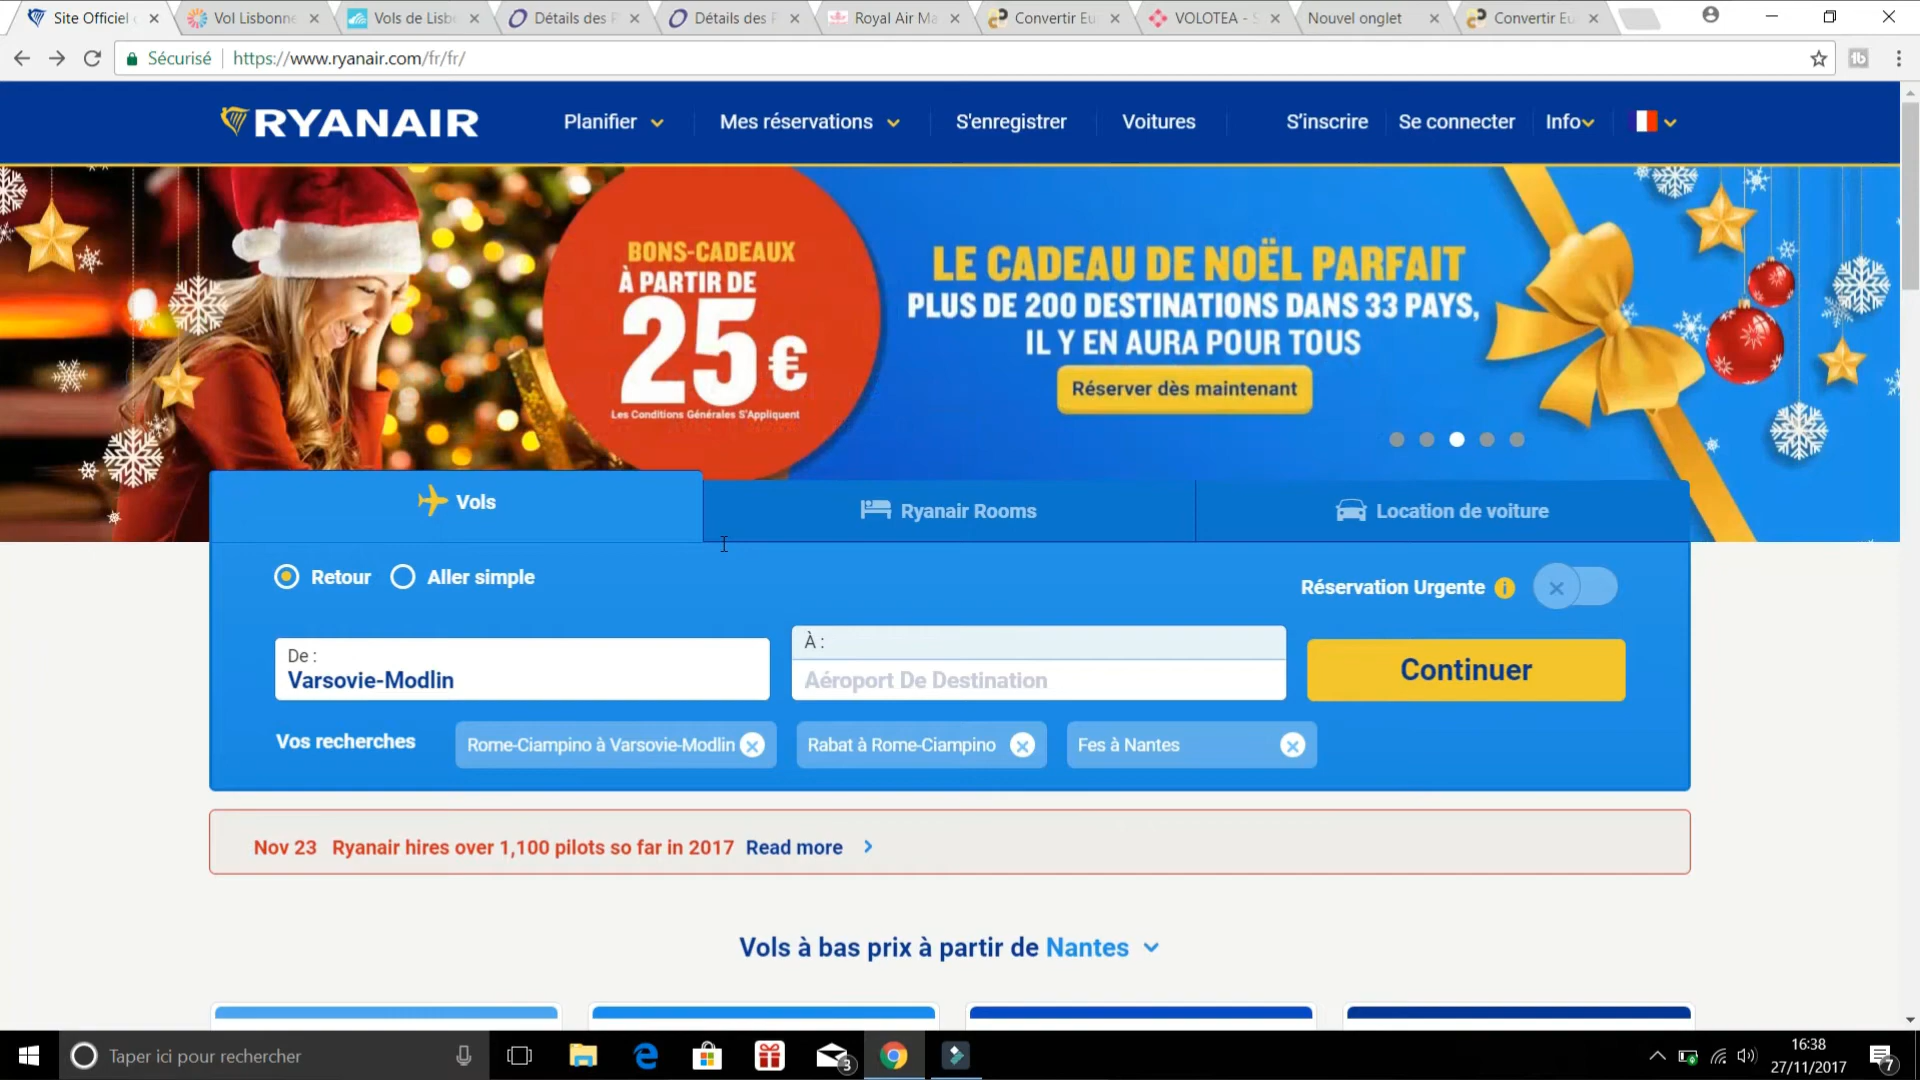 Site Officiel
Vol Lisbonne
Vols de Lisb
Détails des
Détails des
Royal Air Ma
Convertir Eu
VOLOTEA - S
Nouvel onglet
Convertir Eu
Sécurisé
https://www.ryanair.com/fr/fr/
RYANAIR
Planifier
Mes réservations
S'enregistrer
Voitures
S'inscrire
Se connecter
Info
BONS-CADEAUX
À PARTIR DE
25€
Les Conditions Générales S'Appliquent
LE CADEAU DE NOËL PARFAIT
PLUS DE 200 DESTINATIONS DANS 33 PAYS,
IL Y EN AURA POUR TOUS
Réserver dès maintenant
Vols
Ryanair Rooms
Location de voiture
Retour
Aller simple
Réservation Urgente
De :
Varsovie-Modlin
À :
Aéroport De Destination
Continuer
Vos recherches
Rome-Ciampino à Varsovie-Modlin
Rabat à Rome-Ciampino
Fes à Nantes
Nov 23 Ryanair hires over 1,100 pilots so far in 2017 Read more
Vols à bas prix à partir de Nantes
Taper ici pour rechercher
3
16:38
27/11/2017
7